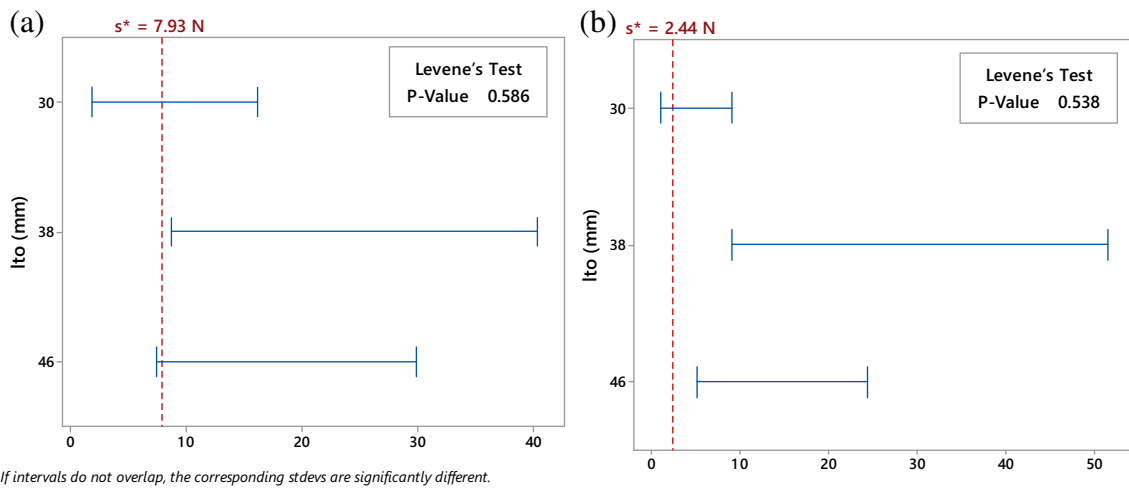 (a)
s* = 7.93 N
Levene's Test
P-Value 0.586
30
38
46
lto (mm)
0 10 20 30 40
If intervals do not overlap, the corresponding stdevs are significantly different.
(b)
s* = 2.44 N
Levene's Test
P-Value 0.538
30
38
46
lto (mm)
0 10 20 30 40 50